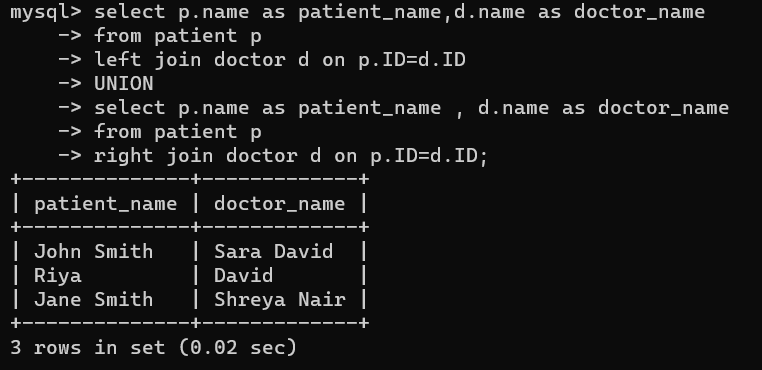 mysql> select p.name as patient_name,d.name as doctor_name
    -> from patient p
    -> left join doctor d on p.ID=d.ID
    -> UNION
    -> select p.name as patient_name , d.name as doctor_name
    -> from patient p
    -> right join doctor d on p.ID=d.ID;
+--------------+-------------+
| patient_name | doctor_name |
+--------------+-------------+
| John Smith   | Sara David  |
| Riya         | David       |
| Jane Smith   | Shreya Nair |
+--------------+-------------+
3 rows in set (0.02 sec)